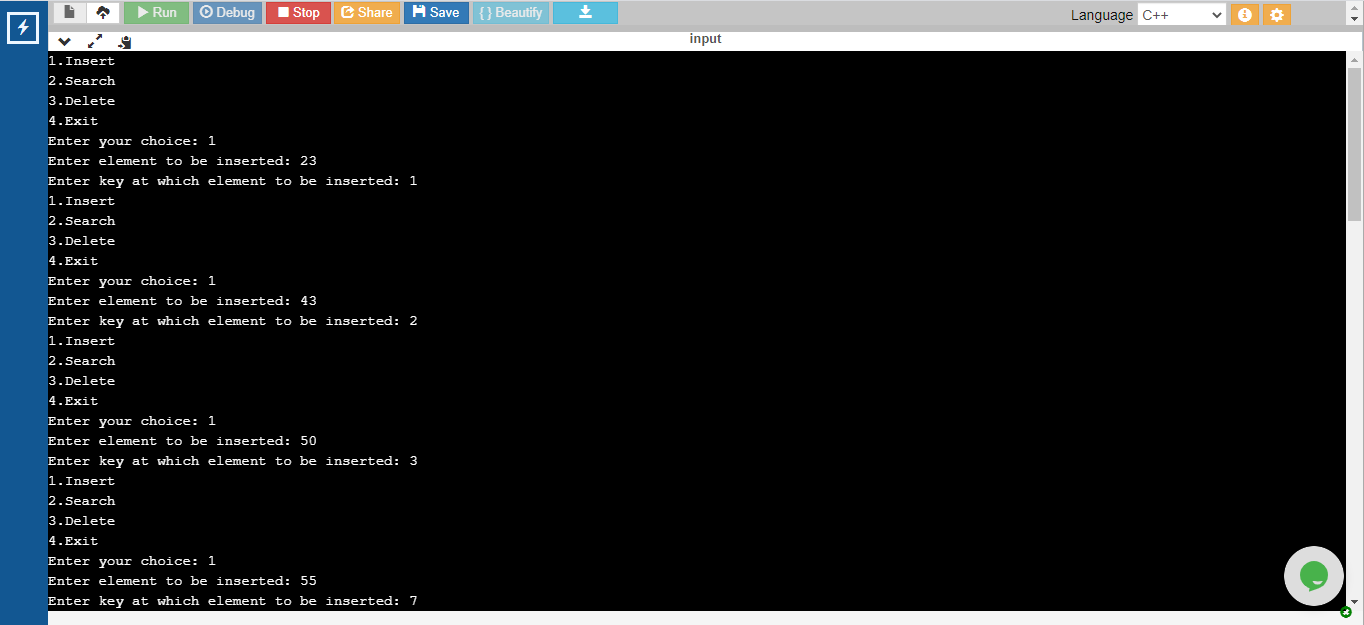 Run Debug Stop Share Save { } Beautify Language C++
input
1.Insert
2.Search
3.Delete
4.Exit
Enter your choice: 1
Enter element to be inserted: 23
Enter key at which element to be inserted: 1
1.Insert
2.Search
3.Delete
4.Exit
Enter your choice: 1
Enter element to be inserted: 43
Enter key at which element to be inserted: 2
1.Insert
2.Search
3.Delete
4.Exit
Enter your choice: 1
Enter element to be inserted: 50
Enter key at which element to be inserted: 3
1.Insert
2.Search
3.Delete
4.Exit
Enter your choice: 1
Enter element to be inserted: 55
Enter key at which element to be inserted: 7